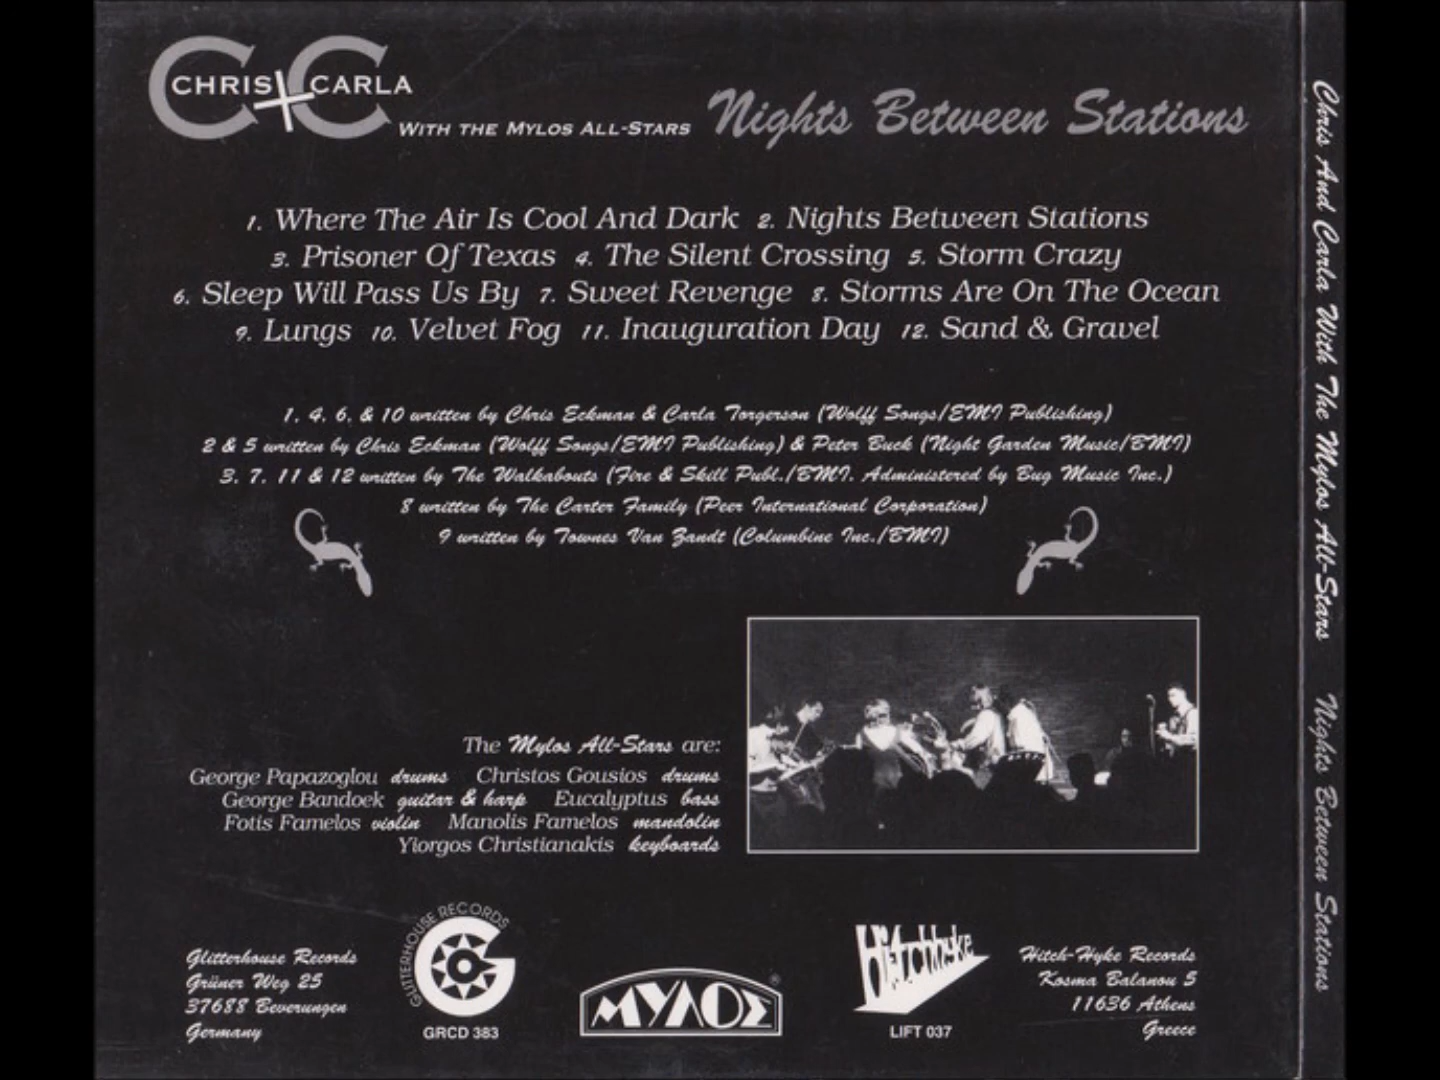 CHRIS + CARLA
WITH THE MYLOS ALL-STARS Nights Between Stations
1. Where The Air Is Cool And Dark 2. Nights Between Stations
3. Prisoner Of Texas 4. The Silent Crossing 5. Storm Crazy
6. Sleep Will Pass Us By 7. Sweet Revenge 8. Storms Are On The Ocean
9. Lungs 10. Velvet Fog 11. Inauguration Day 12. Sand & Gravel
1. 4. 6. & 10 written by Chris Eckman & Carla Torgerson (Wolff Songs/EMI Publishing)
2 & 5 written by Chris Eckman (Wolff Songs/EMI Publishing) & Peter Buck (Night Garden Music/BMI)
3. 7. 11 & 12 written by The Walkabouts (Fire & Skill Publ./BMI. Administered by Bug Music Inc.)
8 written by The Carter Family (Peer International Corporation)
9 written by Townes Van Zandt (Columbine Inc./BMI)
The Mylos All-Stars are:
George Papazoglou drums Christos Gousios drums
George Bandoek guitar & harp Eucalyptus bass
Fotis Famelos violin Manolis Famelos mandolin
Yiorgos Christianakis keyboards
Glitterhouse Records
Grüner Weg 25
37688 Beverungen
Germany
GLITTERHOUSE RECORDS
GRCD 383
ΜΥΛΟΣ ®
Hitchhyke
LIFT 037
Hitch-Hyke Records
Kosma Balanou 5
11636 Athens
Greece
Chris And Carla With The Mylos All-Stars Nights Between Stations